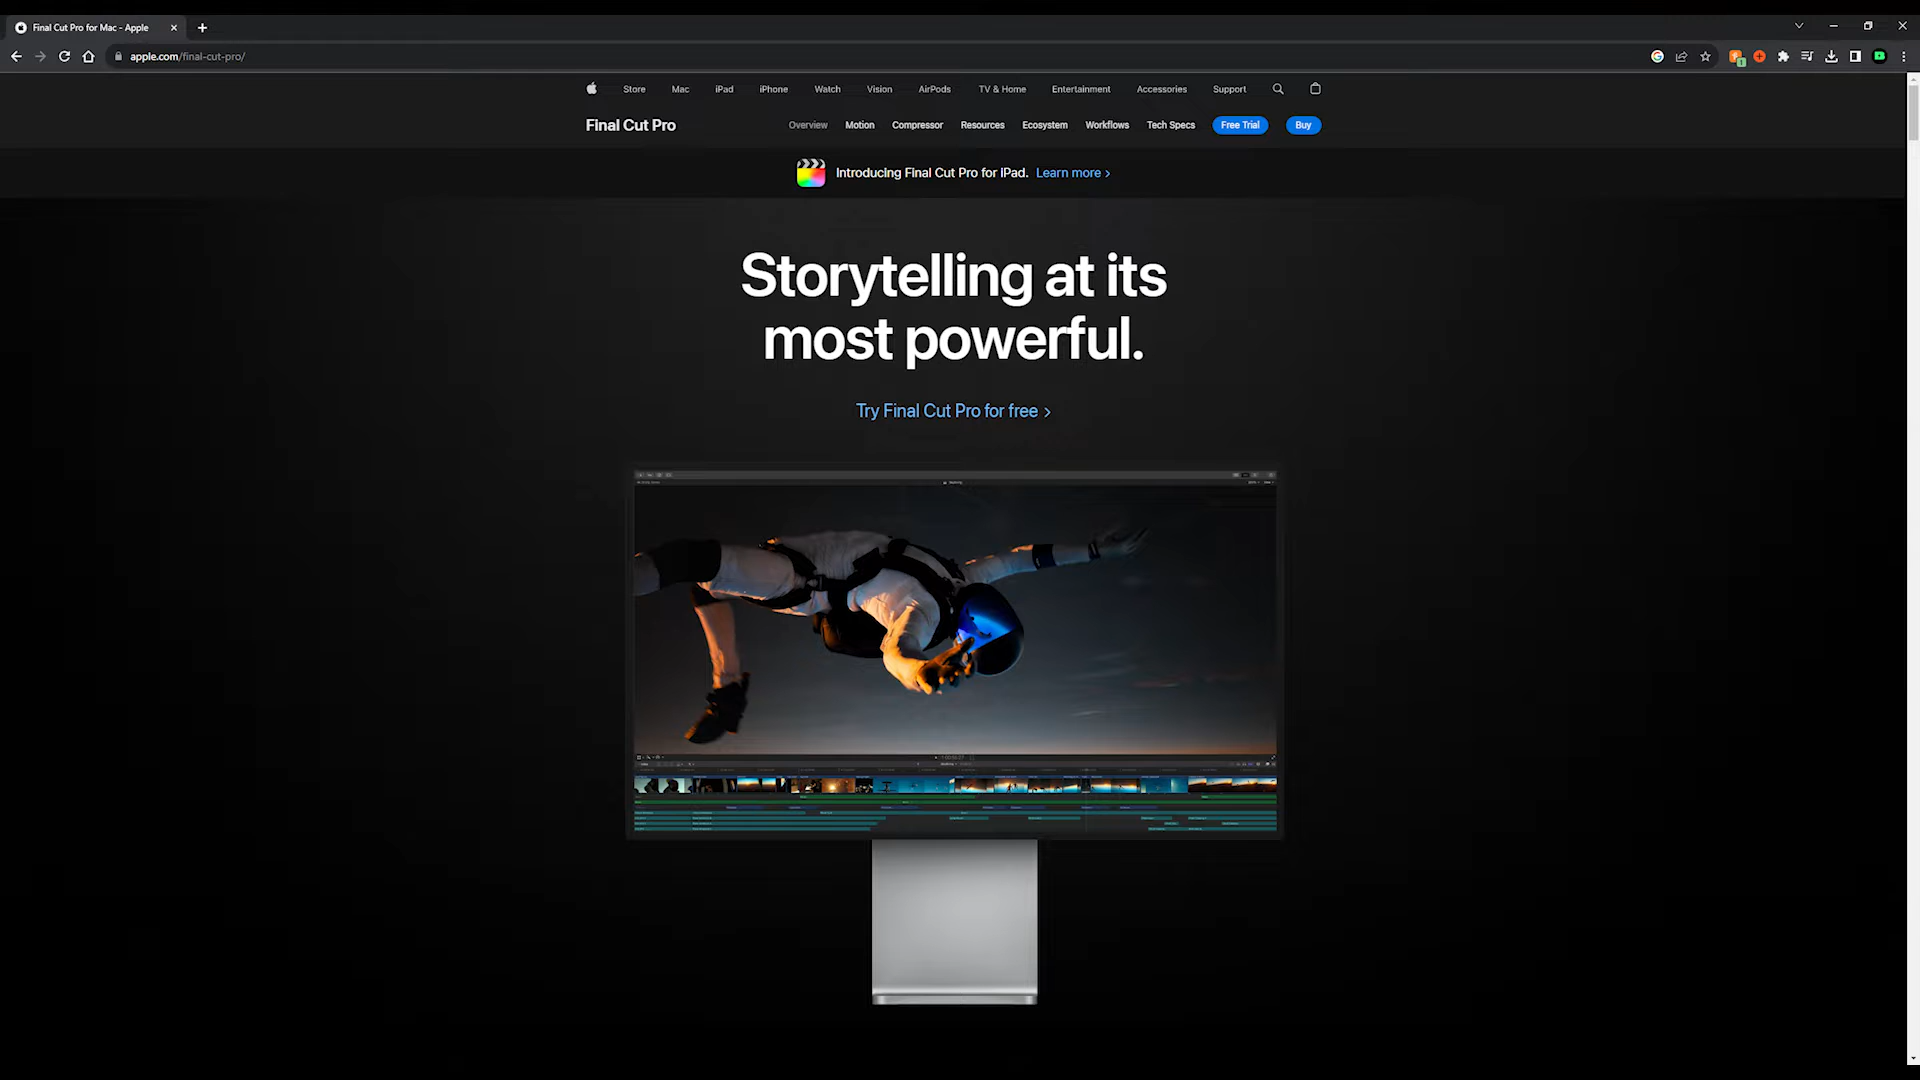 Final Cut Pro for Mac - Apple
apple.com/final-cut-pro/
Store Mac iPad iPhone Watch Vision AirPods TV & Home Entertainment Accessories Support
Final Cut Pro Overview Motion Compressor Resources Ecosystem Workflows Tech Specs Free Trial Buy
Introducing Final Cut Pro for iPad. Learn more >
Storytelling at its
most powerful.
Try Final Cut Pro for free >